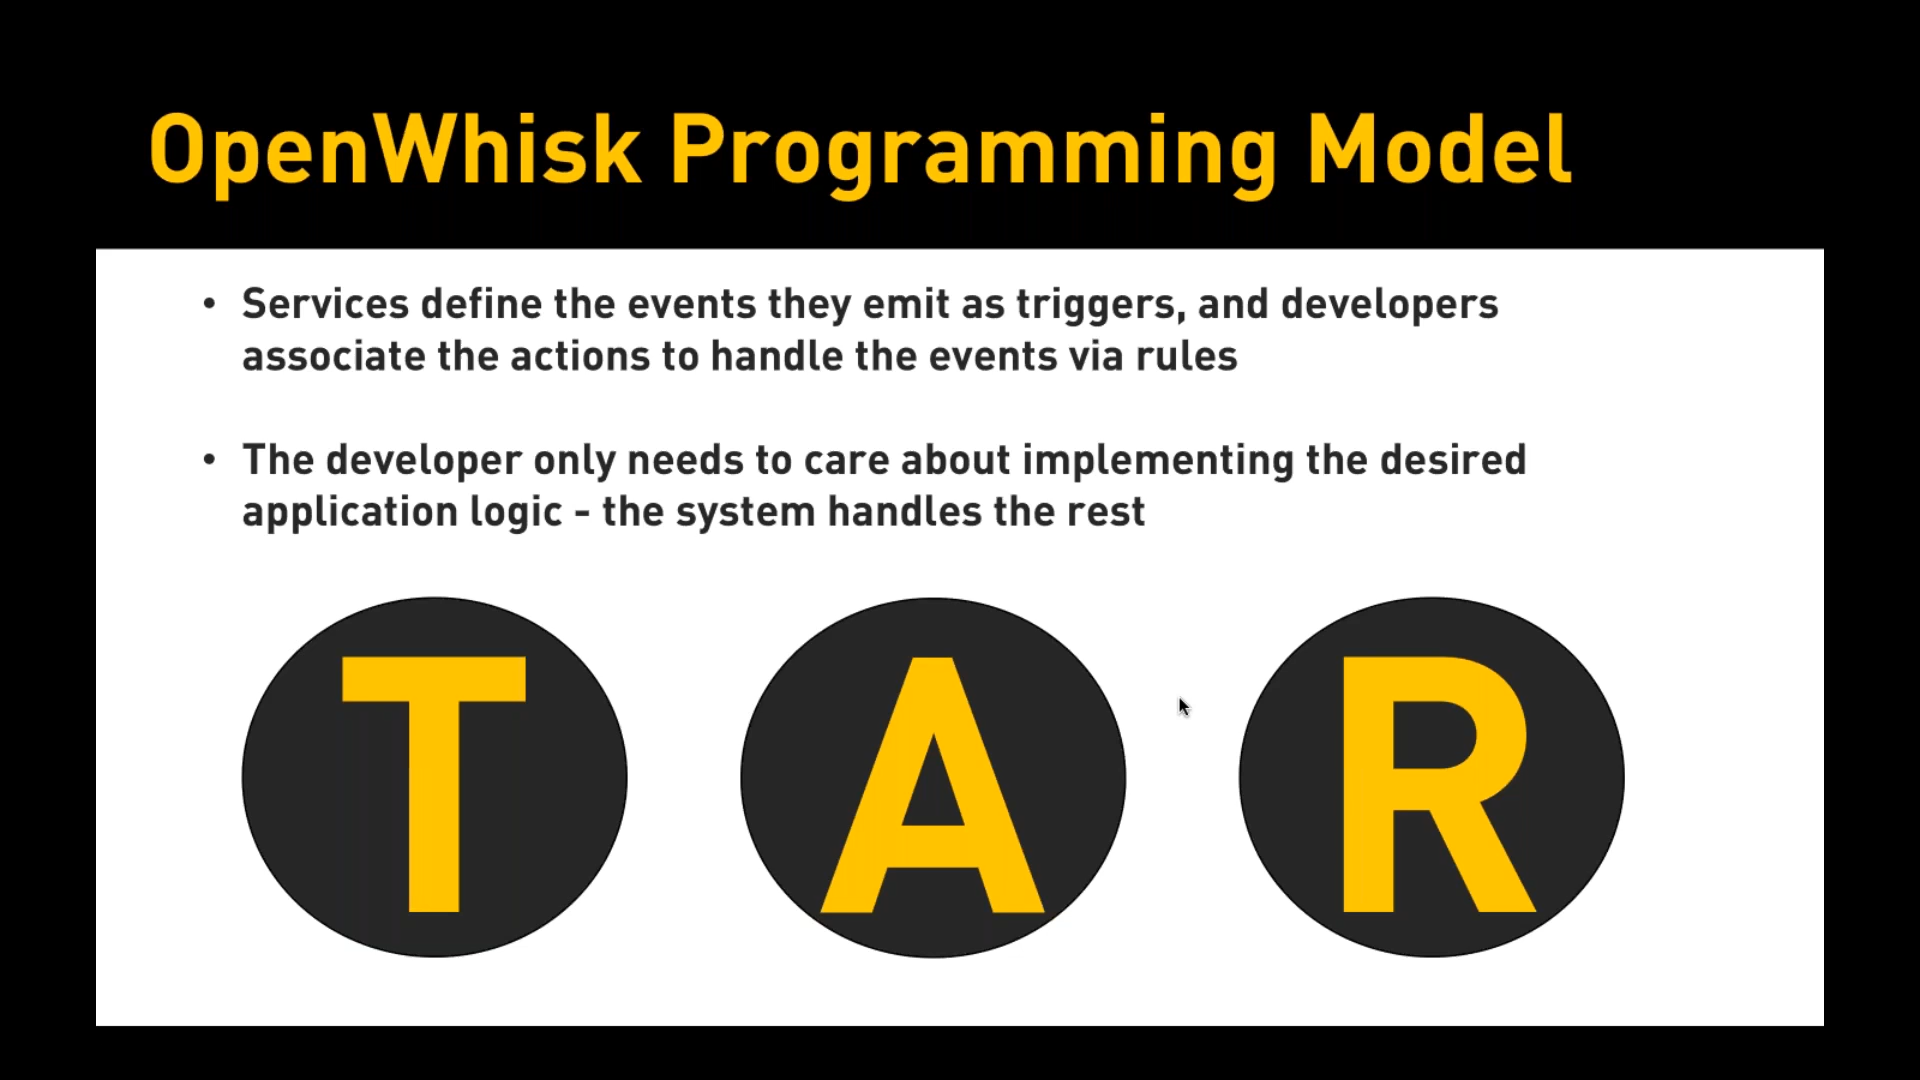 OpenWhisk Programming Model
• Services define the events they emit as triggers, and developers
associate the actions to handle the events via rules
• The developer only needs to care about implementing the desired
application logic - the system handles the rest
T A R